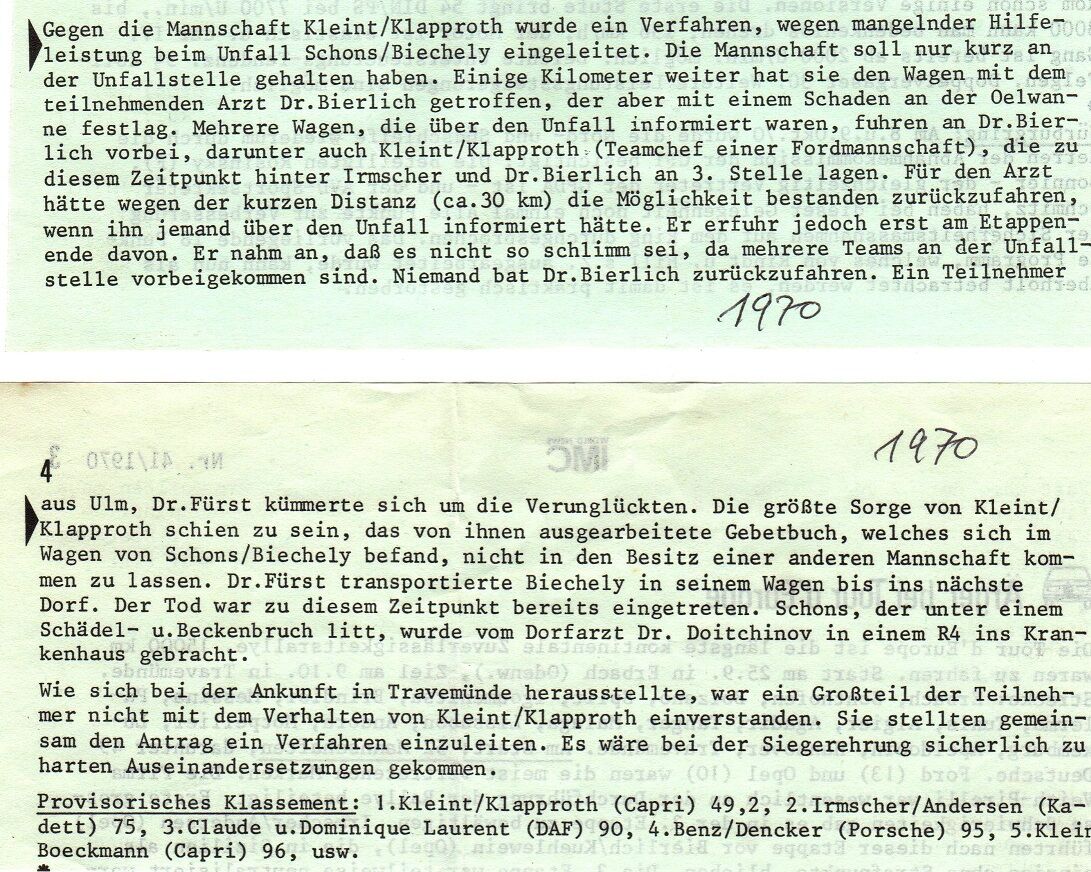 Gegen die Mannschaft Kleint/Klapproth wurde ein Verfahren, wegen mangelnder Hilfe-
leistung beim Unfall Schons/Biechely eingeleitet. Die Mannschaft soll nur kurz an
der Unfallstelle gehalten haben. Einige Kilometer weiter hat sie den Wagen mit dem
teilnehmenden Arzt Dr.Bierlich getroffen, der aber mit einem Schaden an der Oelwan-
ne festlag. Mehrere Wagen, die über den Unfall informiert waren, fuhren an Dr.Bier-
lich vorbei, darunter auch Kleint/Klapproth (Teamchef einer Fordmannschaft), die zu
diesem Zeitpunkt hinter Irmscher und Dr.Bierlich an 3. Stelle lagen. Für den Arzt
hätte wegen der kurzen Distanz (ca.30 km) die Möglichkeit bestanden zurückzufahren,
wenn ihn jemand über den Unfall informiert hätte. Er erfuhr jedoch erst am Etappen-
ende davon. Er nahm an, daß es nicht so schlimm sei, da mehrere Teams an der Unfall-
stelle vorbeigekommen sind. Niemand bat Dr.Bierlich zurückzufahren. Ein Teilnehmer
1970
1970
Nr. 41/1970 3
IMC
WORLD NEWS
4
aus Ulm, Dr.Fürst kümmerte sich um die Verunglückten. Die größte Sorge von Kleint/
Klapproth schien zu sein, das von ihnen ausgearbeitete Gebetbuch, welches sich im
Wagen von Schons/Biechely befand, nicht in den Besitz einer anderen Mannschaft kom-
men zu lassen. Dr.Fürst transportierte Biechely in seinem Wagen bis ins nächste
Dorf. Der Tod war zu diesem Zeitpunkt bereits eingetreten. Schons, der unter einem
Schädel- u.Beckenbruch litt, wurde vom Dorfarzt Dr. Doitchinov in einem R4 ins Kran-
kenhaus gebracht.
Wie sich bei der Ankunft in Travemünde herausstellte, war ein Großteil der Teilneh-
mer nicht mit dem Verhalten von Kleint/Klapproth einverstanden. Sie stellten gemein-
sam den Antrag ein Verfahren einzuleiten. Es wäre bei der Siegerehrung sicherlich zu
harten Auseinandersetzungen gekommen.
Provisorisches Klassement: 1.Kleint/Klapproth (Capri) 49,2, 2.Irmscher/Andersen (Ka-
dett) 75, 3.Claude u.Dominique Laurent (DAF) 90, 4.Benz/Dencker (Porsche) 95, 5.Klein
Boeckmann (Capri) 96, usw.